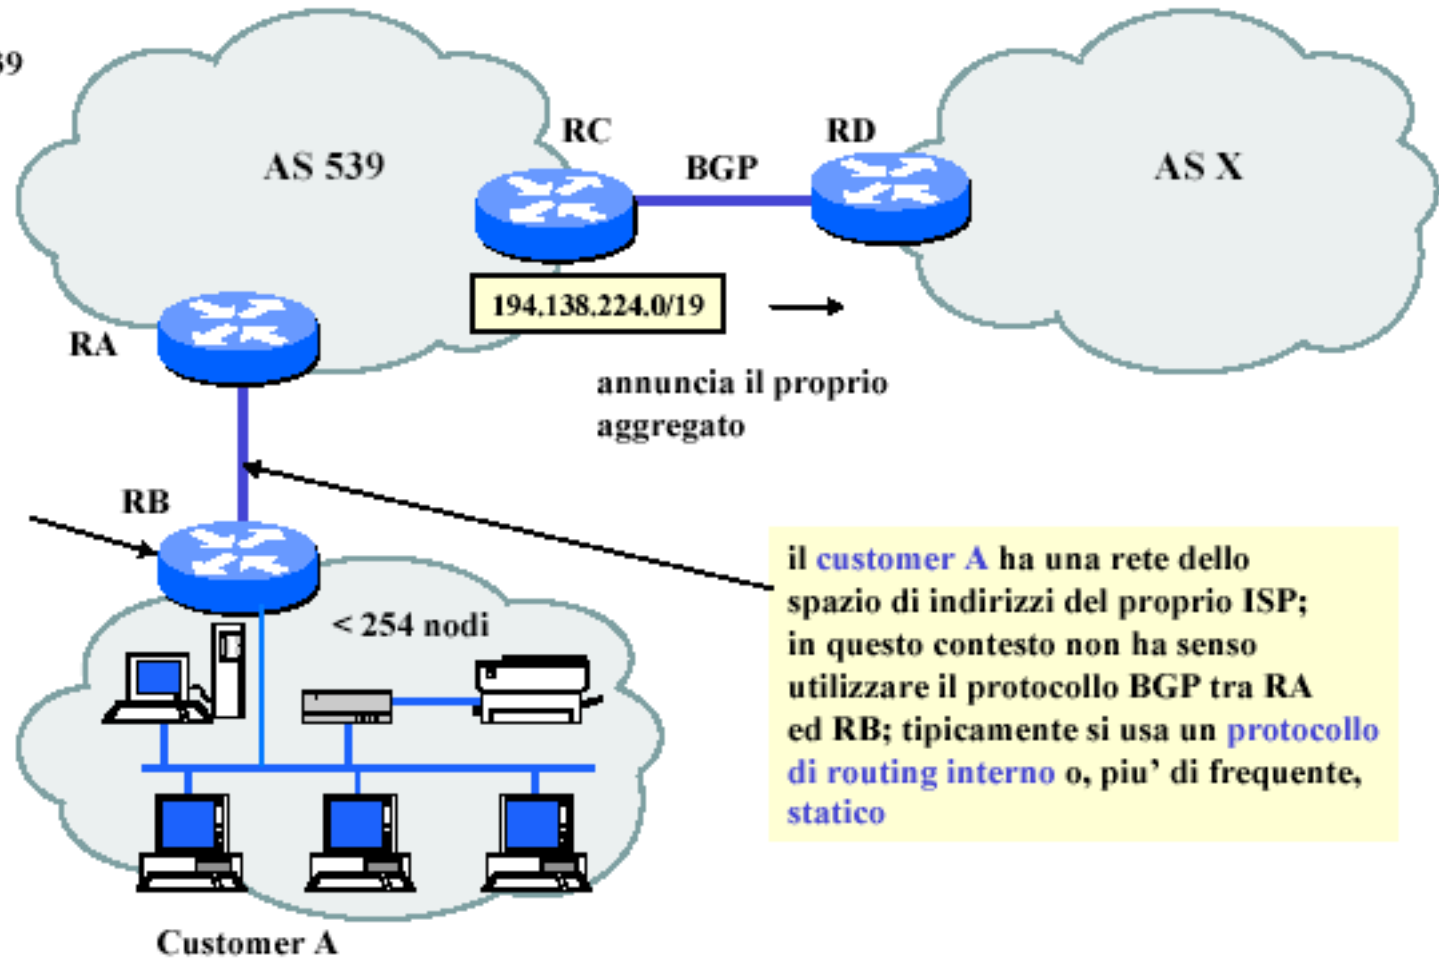 39
AS 539
RC
BGP
RD
AS X
194.138.224.0/19
RA
annuncia il proprio
aggregato
RB
< 254 nodi
il customer A ha una rete dello
spazio di indirizzi del proprio ISP;
in questo contesto non ha senso
utilizzare il protocollo BGP tra RA
ed RB; tipicamente si usa un protocollo
di routing interno o, piu' di frequente,
statico
Customer A